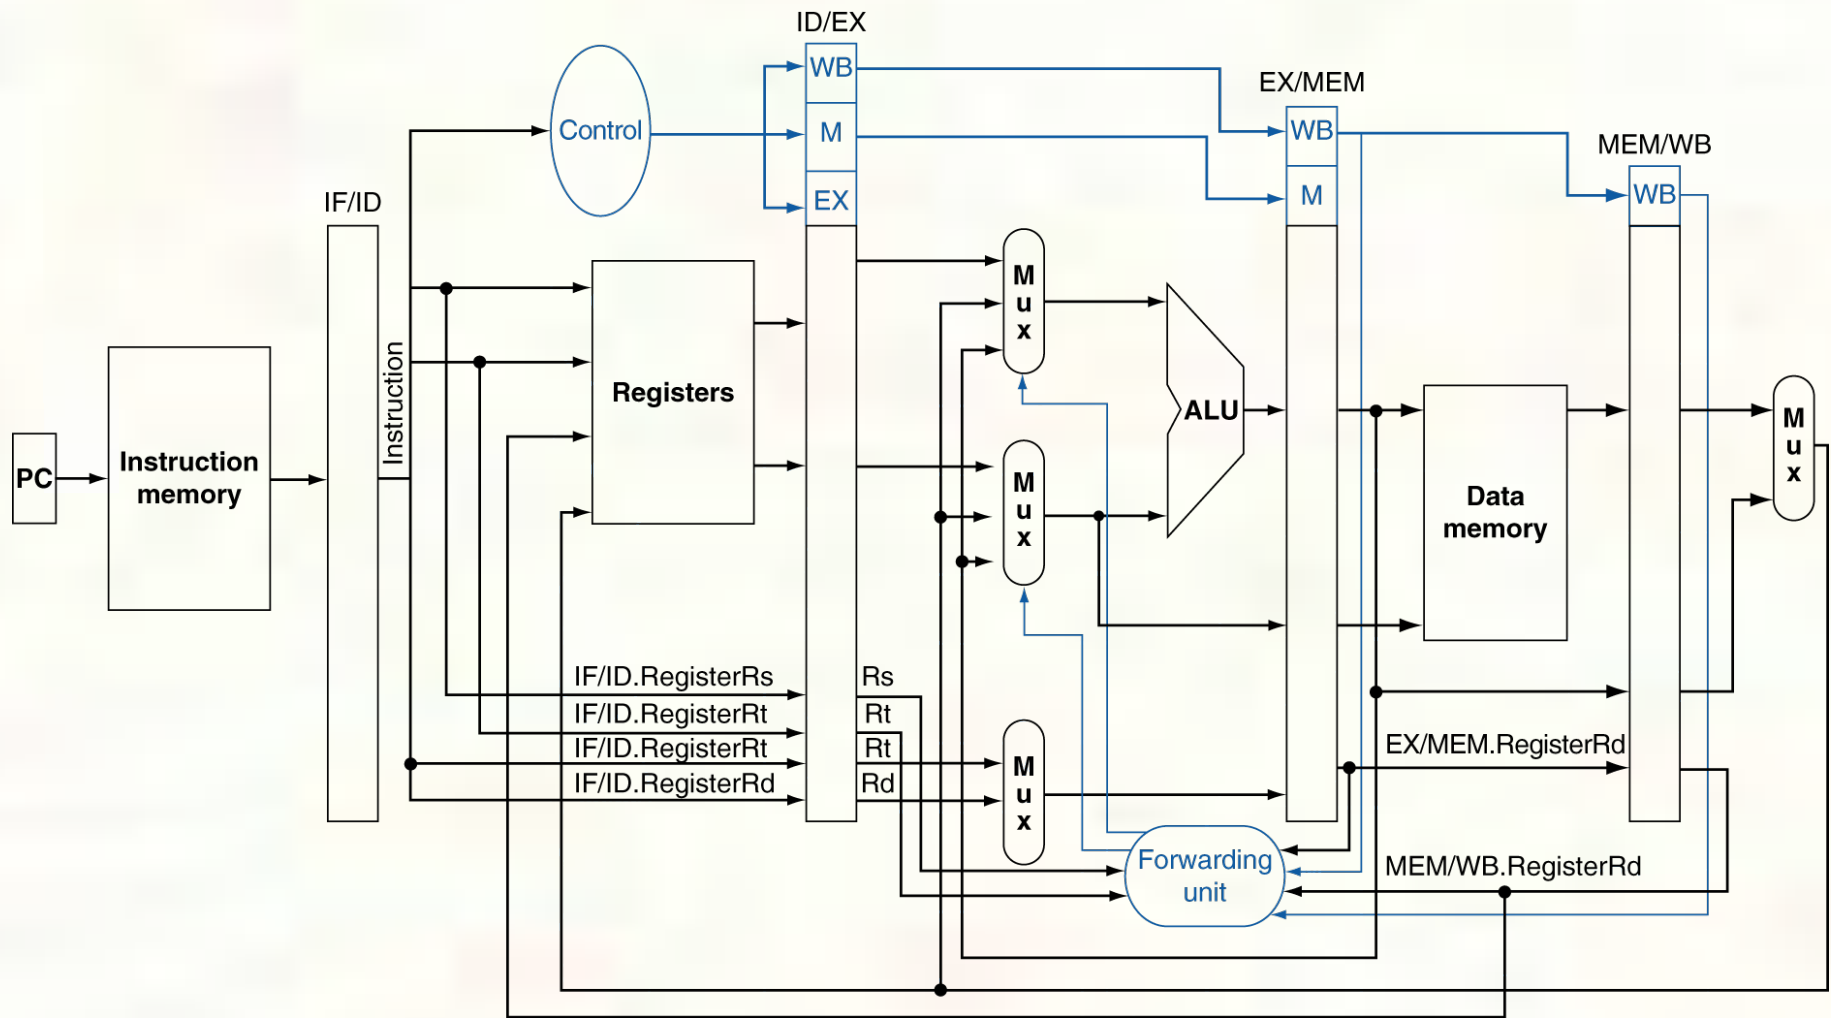 ID/EX
WB
EX/MEM
Control
M
WB
MEM/WB
IF/ID
EX
M
WB
M
u
x
Instruction
Registers
ALU
M
u
x
PC
Instruction
memory
M
u
x
Data
memory
IF/ID.RegisterRs
Rs
IF/ID.RegisterRt
Rt
IF/ID.RegisterRt
Rt
IF/ID.RegisterRd
Rd
M
u
x
EX/MEM.RegisterRd
Forwarding
unit
MEM/WB.RegisterRd